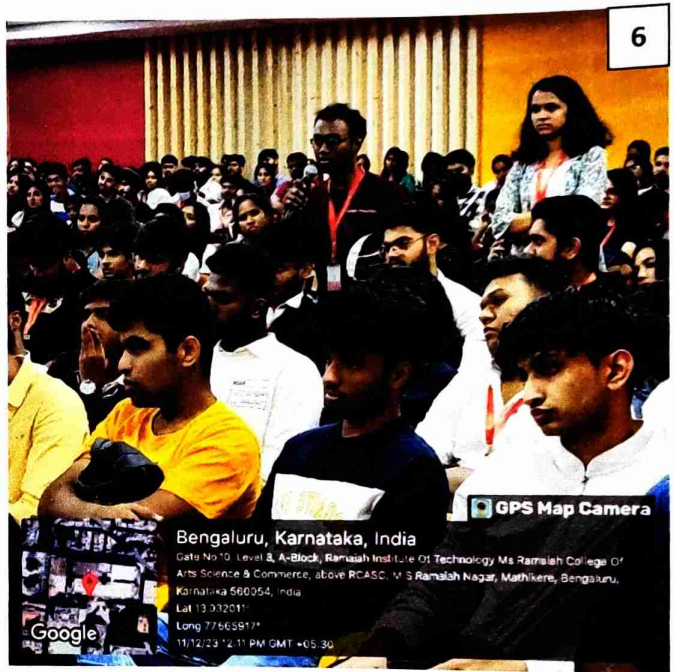 6
GPS Map Camera
Bengaluru, Karnataka, India
Gate No 10, Level 3, A-Block, Ramaiah Institute Of Technology Ms Ramaiah College Of
Arts Science & Commerce, above RCASC, M S Ramaiah Nagar, Mathikere, Bengaluru,
Karnataka 560054, India
Lat 13.032011°
Long 77.565917°
11/12/23 12:11 PM GMT +05:30
Google